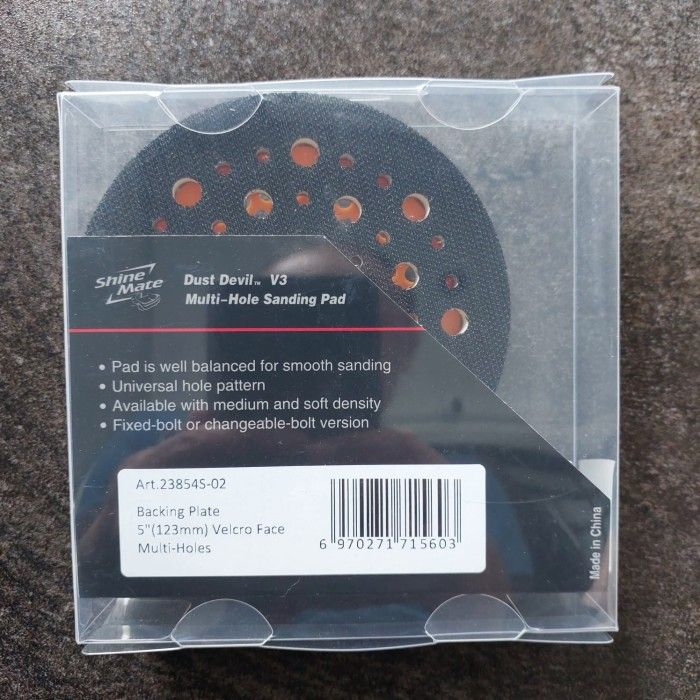 Shine Mate
Dust Devil™ V3
Multi-Hole Sanding Pad
• Pad is well balanced for smooth sanding
• Universal hole pattern
• Available with medium and soft density
• Fixed-bolt or changeable-bolt version
Art.23854S-02
Backing Plate
5"(123mm) Velcro Face
Multi-Holes
6 970271 715603
Made in China